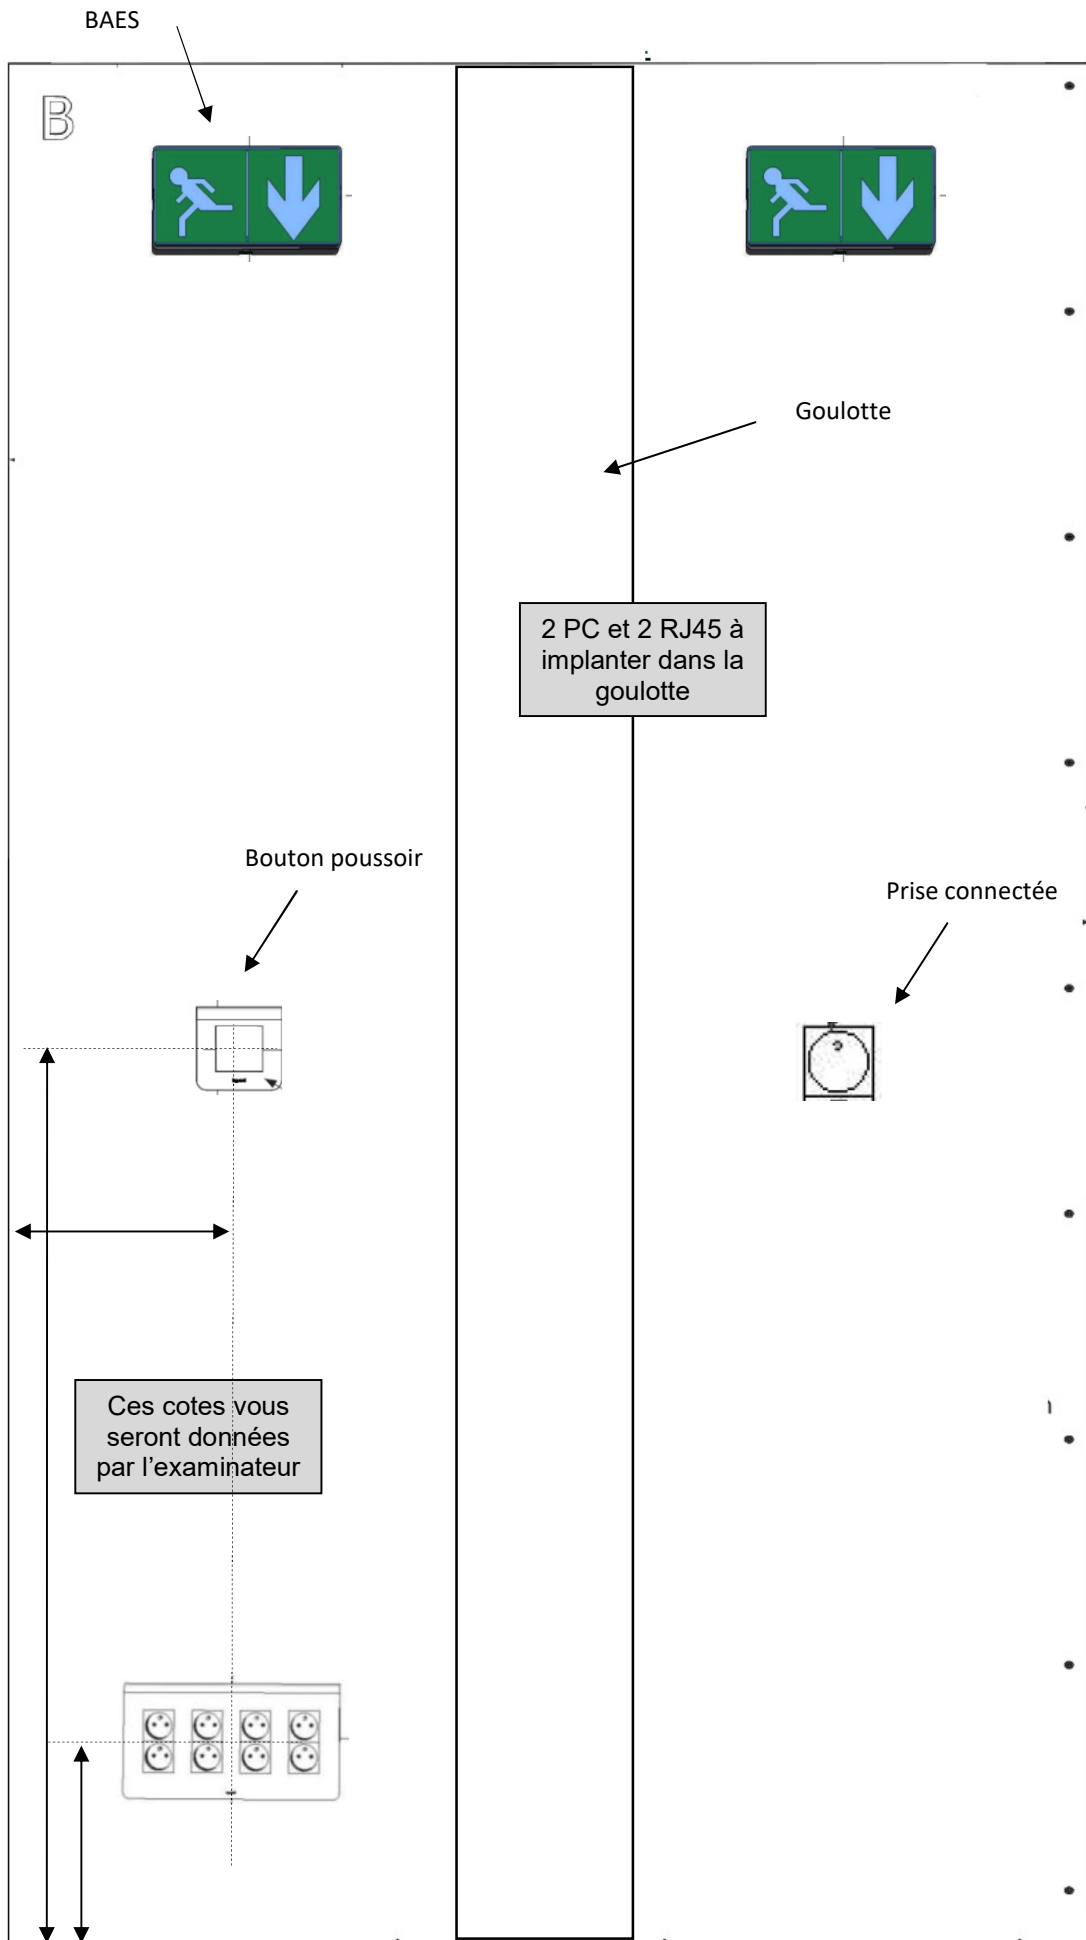 BAES
B
Goulotte
2 PC et 2 RJ45 à
implanter dans la
goulotte
Bouton poussoir
Prise connectée
Ces cotes vous
seront données
par l’examinateur